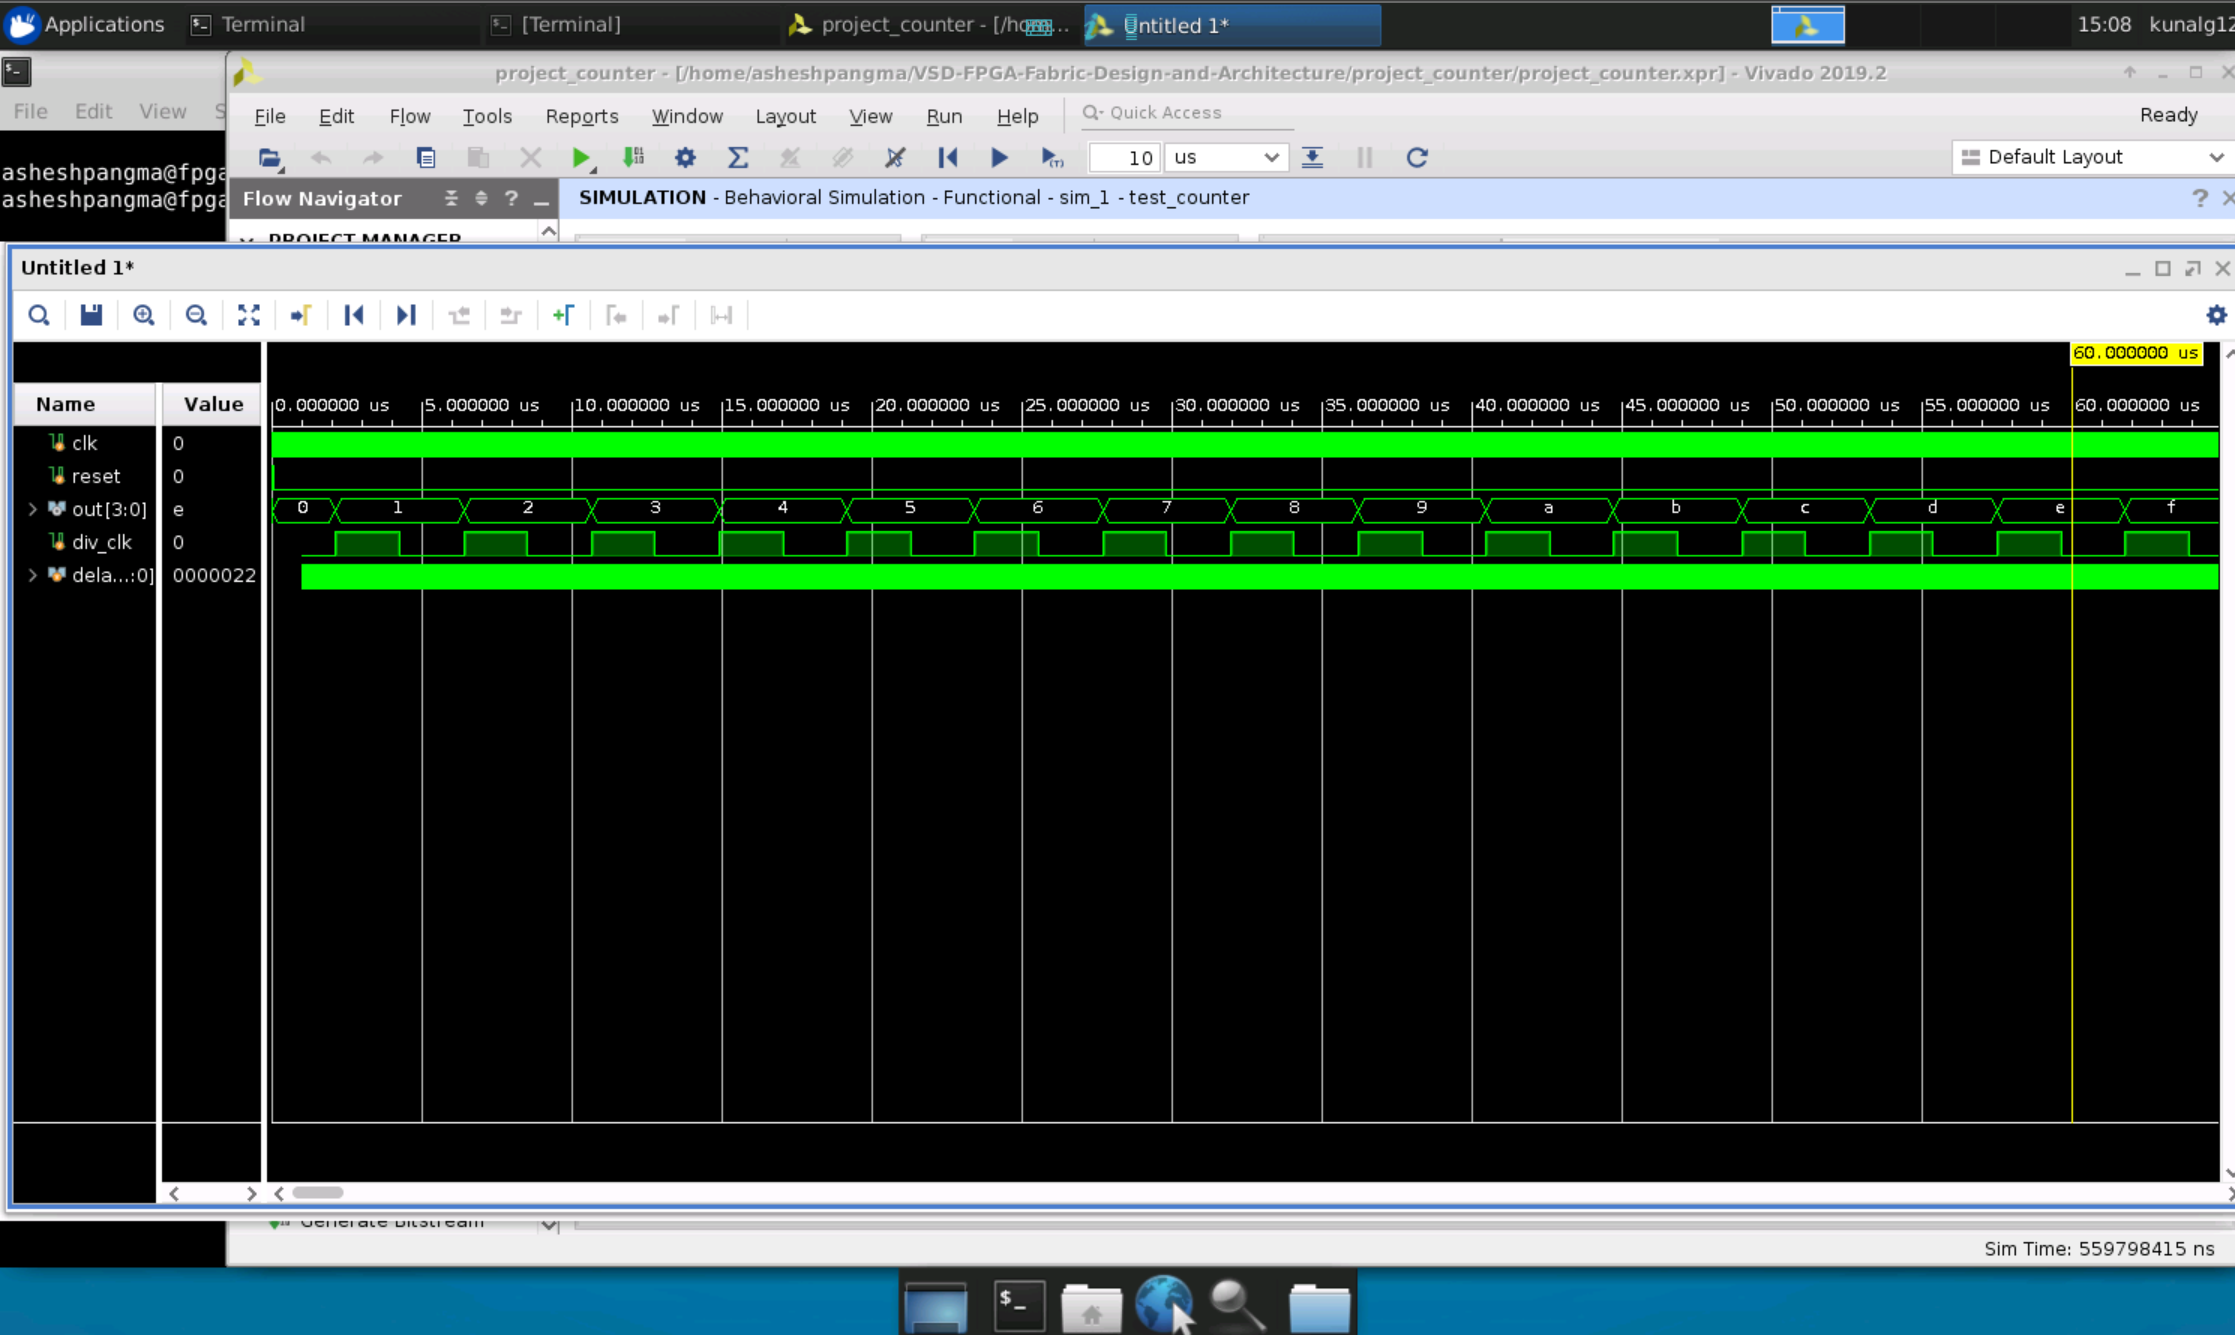 Applications Terminal [Terminal] project_counter - [/home... Untitled 1* 15:08 kunalg12
project_counter - [/home/asheshpangma/VSD-FPGA-Fabric-Design-and-Architecture/project_counter/project_counter.xpr] - Vivado 2019.2
File Edit View S
File Edit Flow Tools Reports Window Layout View Run Help Quick Access Ready
10 us Default Layout
asheshpangma@fpga
asheshpangma@fpga
Flow Navigator ? SIMULATION - Behavioral Simulation - Functional - sim_1 - test_counter ?
PROJECT MANAGER
Untitled 1*
60.000000 us
Name Value 0.000000 us 5.000000 us 10.000000 us 15.000000 us 20.000000 us 25.000000 us 30.000000 us 35.000000 us 40.000000 us 45.000000 us 50.000000 us 55.000000 us 60.000000 us
clk 0
reset 0
out[3:0] e 0 1 2 3 4 5 6 7 8 9 a b c d e f
div_clk 0
dela...:0] 0000022
Generate Bitstream
Sim Time: 559798415 ns
$_